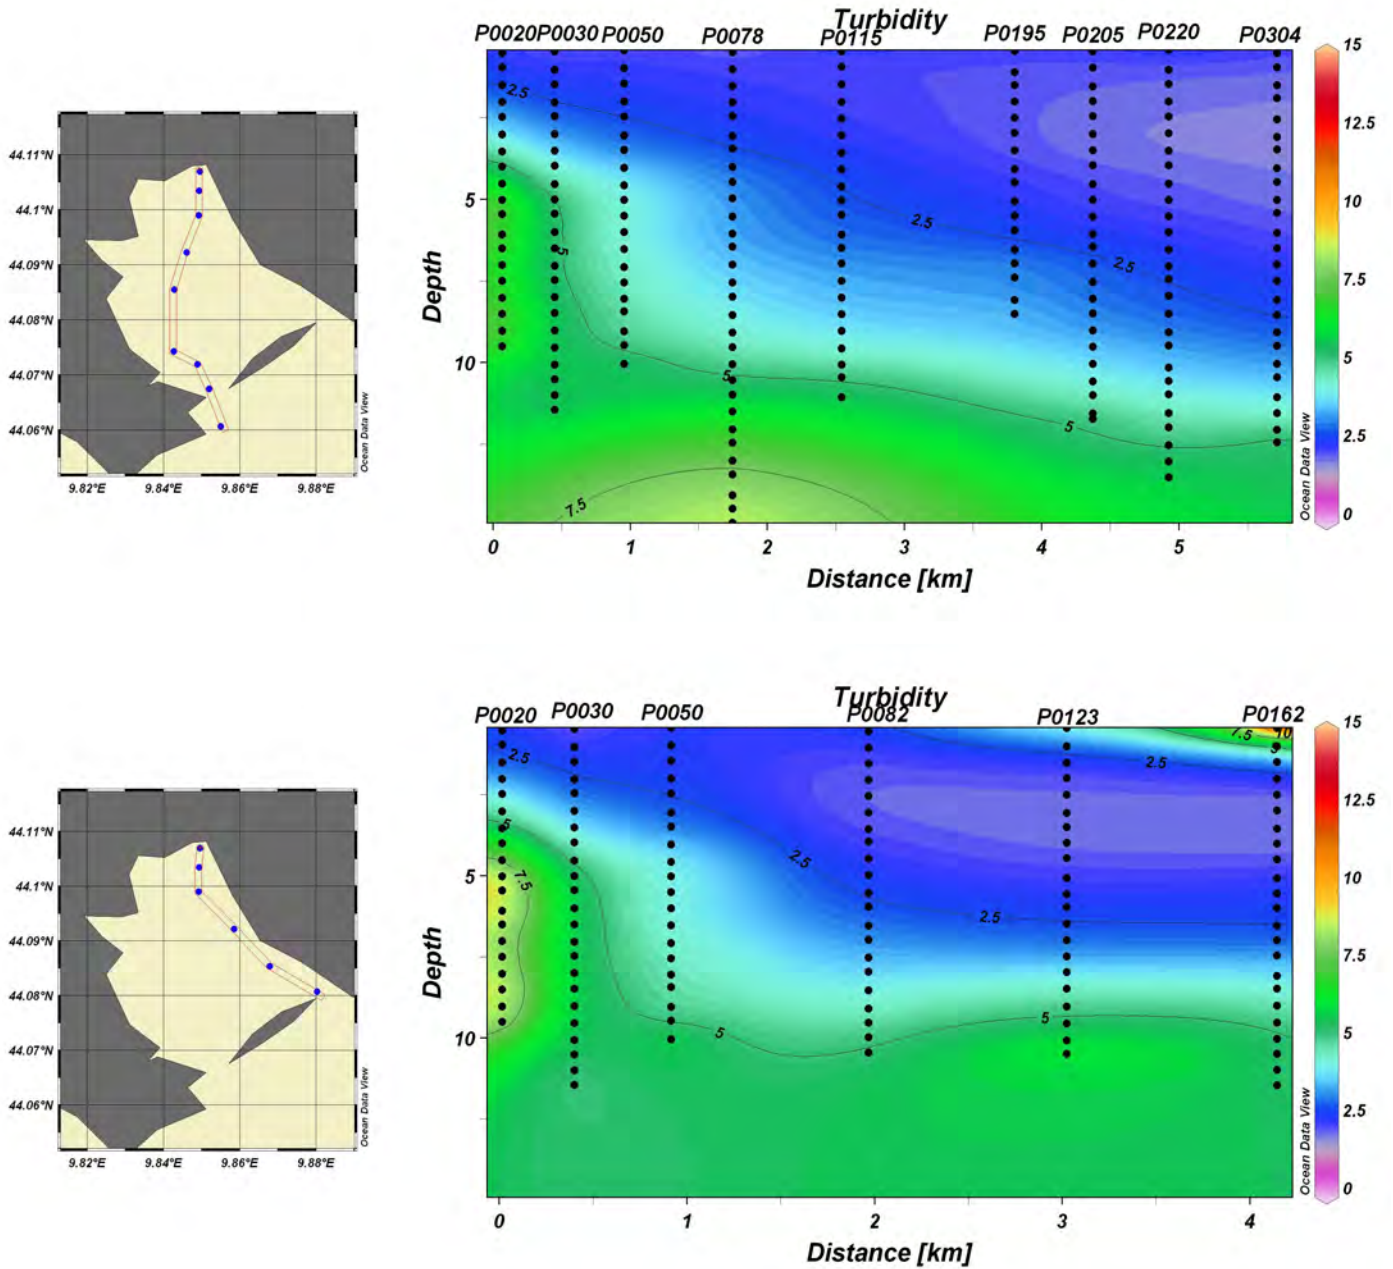 Turbidity
P0020 P0030 P0050 P0078 P0115 P0195 P0205 P0220 P0304
44.11°N
44.1°N
44.09°N
44.08°N
44.07°N
44.06°N
9.82°E 9.84°E 9.86°E 9.88°E
Ocean Data View
Depth
5
10
2.5
2.5
2.5
5
5
5
7.5
0 1 2 3 4 5
Distance [km]
Ocean Data View
15
12.5
10
7.5
5
2.5
0
Turbidity
P0020 P0030 P0050 P0082 P0123 P0162
44.11°N
44.1°N
44.09°N
44.08°N
44.07°N
44.06°N
9.82°E 9.84°E 9.86°E 9.88°E
Ocean Data View
Depth
5
10
2.5
7.5
10
5
2.5
5
2.5
7.5
2.5
5
5
0 1 2 3 4
Distance [km]
Ocean Data View
15
12.5
10
7.5
5
2.5
0